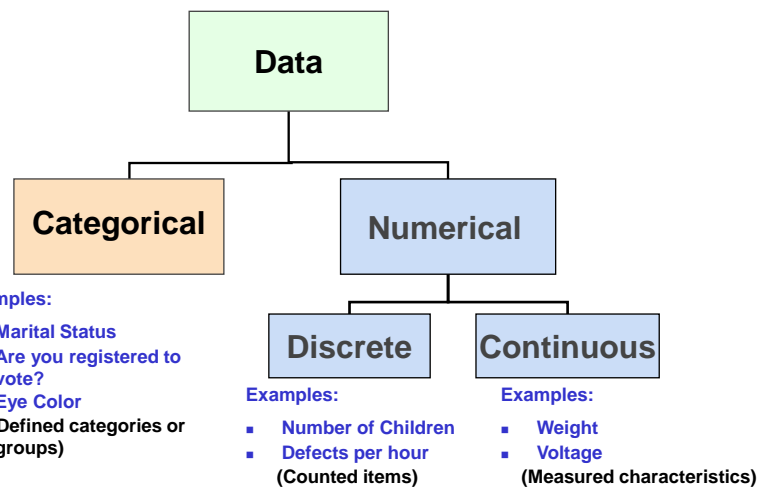 Data
Categorical
Numerical
mples:
Marital Status
Are you registered to
vote?
Eye Color
Defined categories or
groups)
Discrete
Examples:
Number of Children
Defects per hour
(Counted items)
Continuous
Examples:
Weight
Voltage
(Measured characteristics)